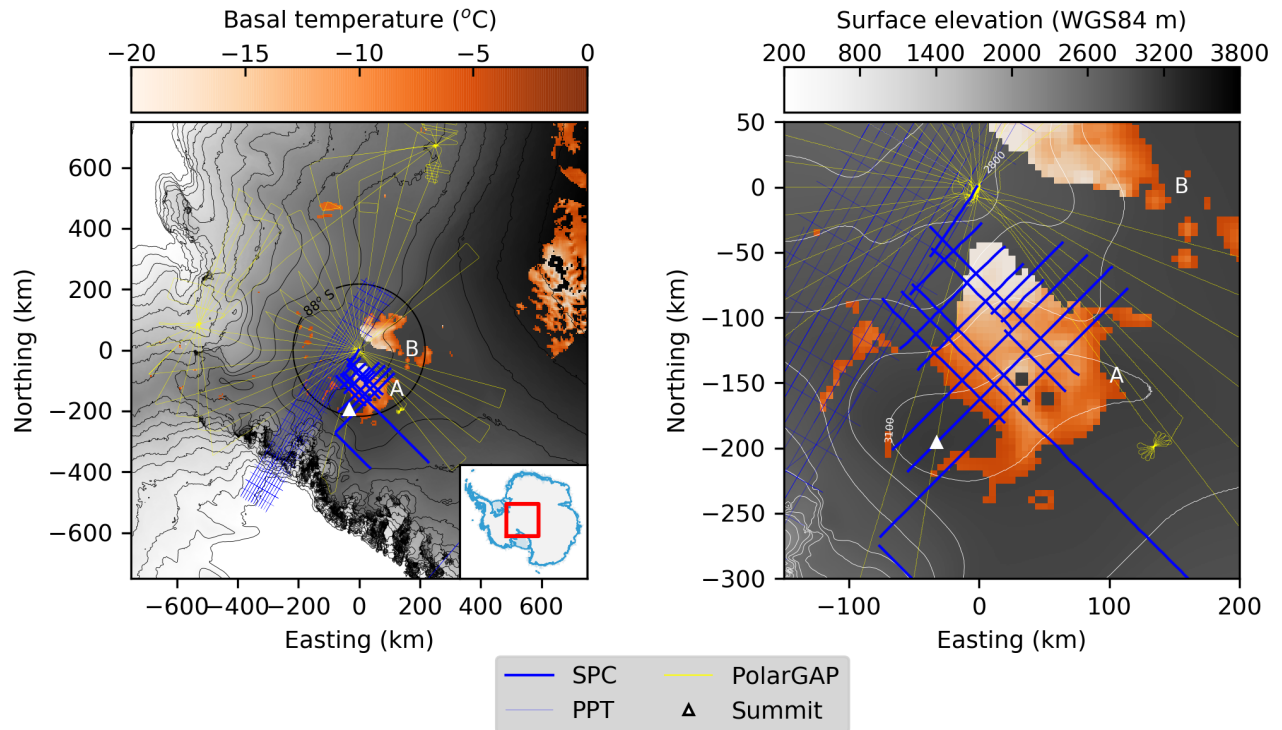 Basal temperature (°C)
−20 −15 −10 −5 0
Surface elevation (WGS84 m)
200 800 1400 2000 2600 3200 3800
Northing (km)
600
400
200
0
−200
−400
−600
88° S
B
A
−600 −400 −200 0 200 400 600
Easting (km)
Northing (km)
50
0
−50
−100
−150
−200
−250
−300
2800
B
A
3100
−100 0 100 200
Easting (km)
SPC
PPT
PolarGAP
Summit